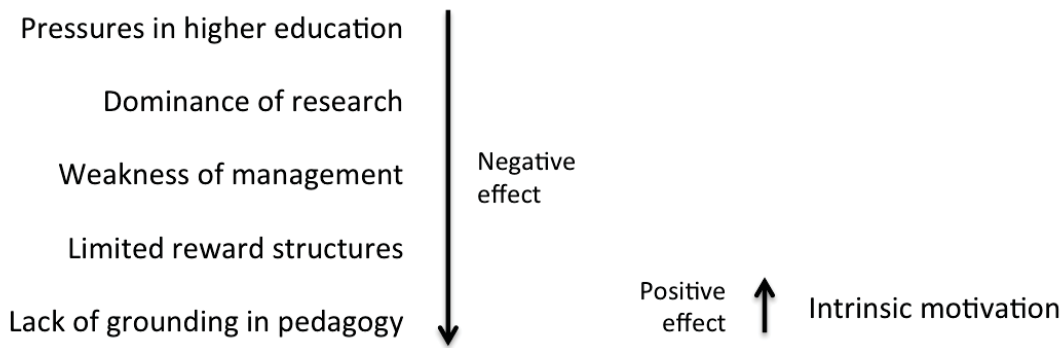 Pressures in higher education
Dominance of research
Weakness of management
Limited reward structures
Lack of grounding in pedagogy
Negative
effect
Positive
effect
Intrinsic motivation